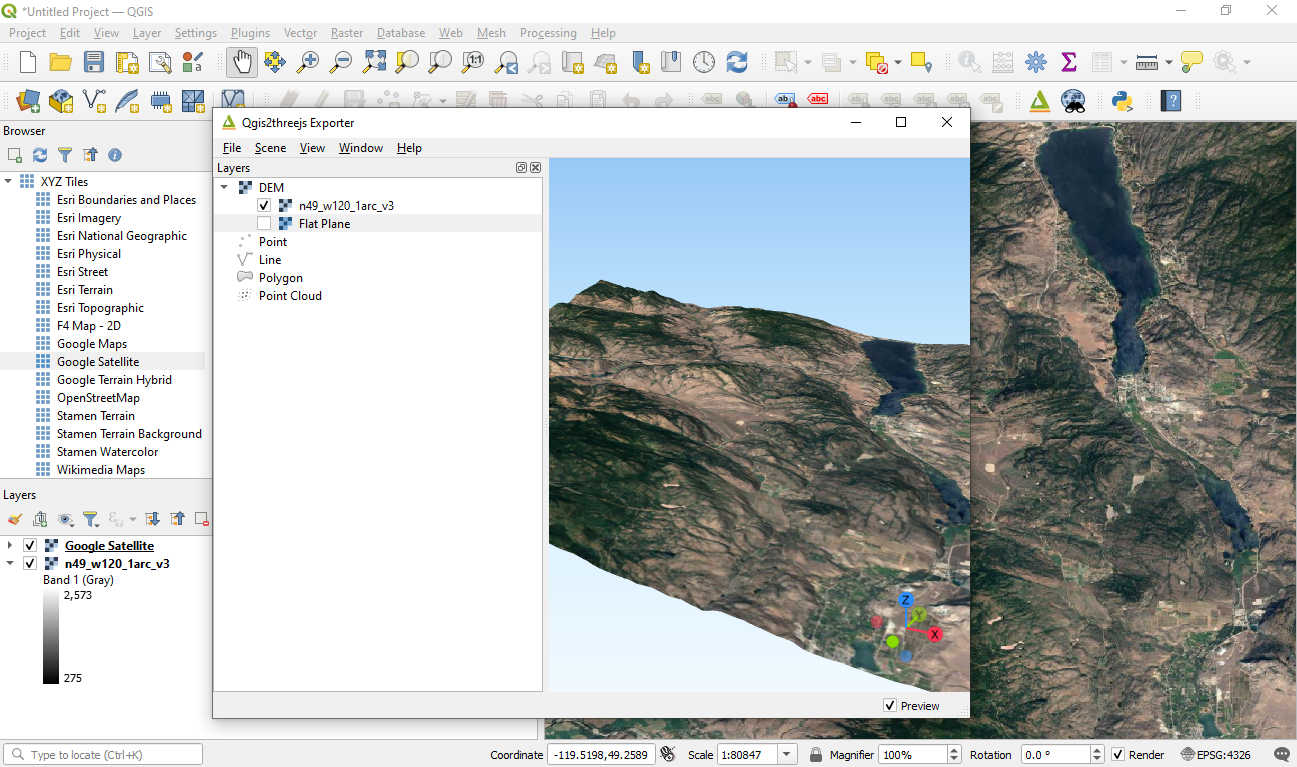 *Untitled Project — QGIS
Project Edit View Layer Settings Plugins Vector Raster Database Web Mesh Processing Help
1:1
abc
ab
abc
Browser
XYZ Tiles
Esri Boundaries and Places
Esri Imagery
Esri National Geographic
Esri Physical
Esri Street
Esri Terrain
Esri Topographic
F4 Map - 2D
Google Maps
Google Satellite
Google Terrain Hybrid
OpenStreetMap
Stamen Terrain
Stamen Terrain Background
Stamen Watercolor
Wikimedia Maps
Layers
Google Satellite
n49_w120_1arc_v3
Band 1 (Gray)
2,573
275
Qgis2threejs Exporter
File Scene View Window Help
Layers
DEM
n49_w120_1arc_v3
Flat Plane
Point
Line
Polygon
Point Cloud
Z
Y
X
Preview
Type to locate (Ctrl+K)
Coordinate -119.5198,49.2589 Scale 1:80847 Magnifier 100% Rotation 0.0 ° Render EPSG:4326